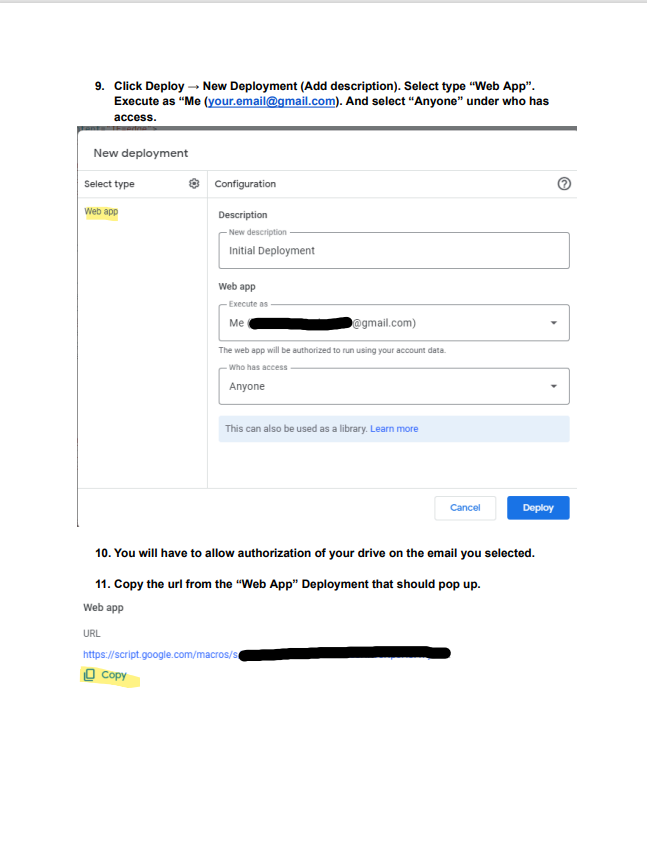 9. Click Deploy → New Deployment (Add description). Select type “Web App”.
Execute as “Me (your.email@gmail.com). And select “Anyone” under who has
access.
New deployment
Select type
Configuration
Web app
Description
New description
Initial Deployment
Web app
Execute as
Me (
@gmail.com)
The web app will be authorized to run using your account data.
Who has access
Anyone
This can also be used as a library. Learn more
Cancel
Deploy
10. You will have to allow authorization of your drive on the email you selected.
11. Copy the url from the “Web App” Deployment that should pop up.
Web app
URL
https://script.google.com/macros/s
Copy